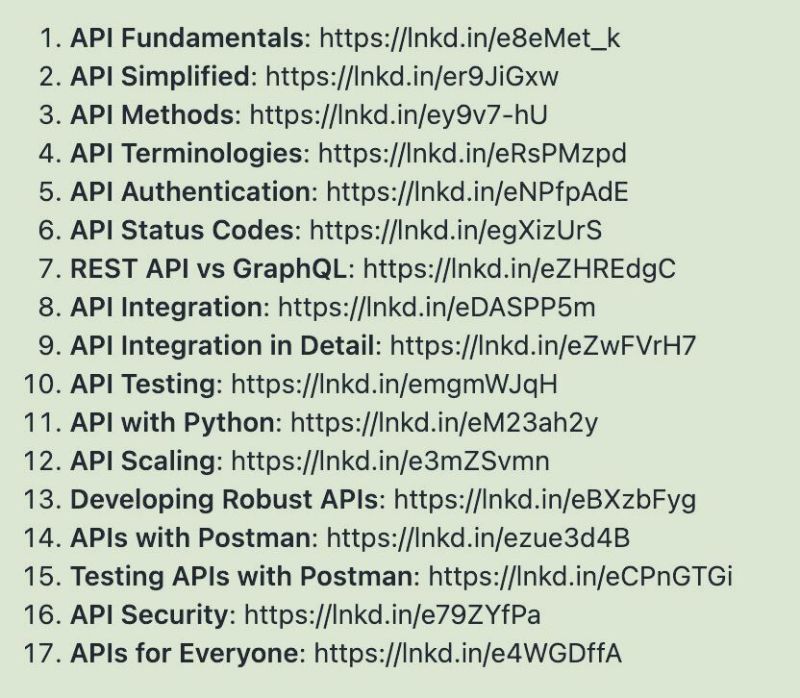 1. API Fundamentals: https://lnkd.in/e8eMet_k
2. API Simplified: https://lnkd.in/er9JiGxw
3. API Methods: https://lnkd.in/ey9v7-hU
4. API Terminologies: https://lnkd.in/eRsPMzpd
5. API Authentication: https://lnkd.in/eNPfpAdE
6. API Status Codes: https://lnkd.in/egXizUrS
7. REST API vs GraphQL: https://lnkd.in/eZHREdgC
8. API Integration: https://lnkd.in/eDASPP5m
9. API Integration in Detail: https://lnkd.in/eZwFVrH7
10. API Testing: https://lnkd.in/emgmWJqH
11. API with Python: https://lnkd.in/eM23ah2y
12. API Scaling: https://lnkd.in/e3mZSvmn
13. Developing Robust APIs: https://lnkd.in/eBXzbFyg
14. APIs with Postman: https://lnkd.in/ezue3d4B
15. Testing APIs with Postman: https://lnkd.in/eCPnGTGi
16. API Security: https://lnkd.in/e79ZYfPa
17. APIs for Everyone: https://lnkd.in/e4WGDffA